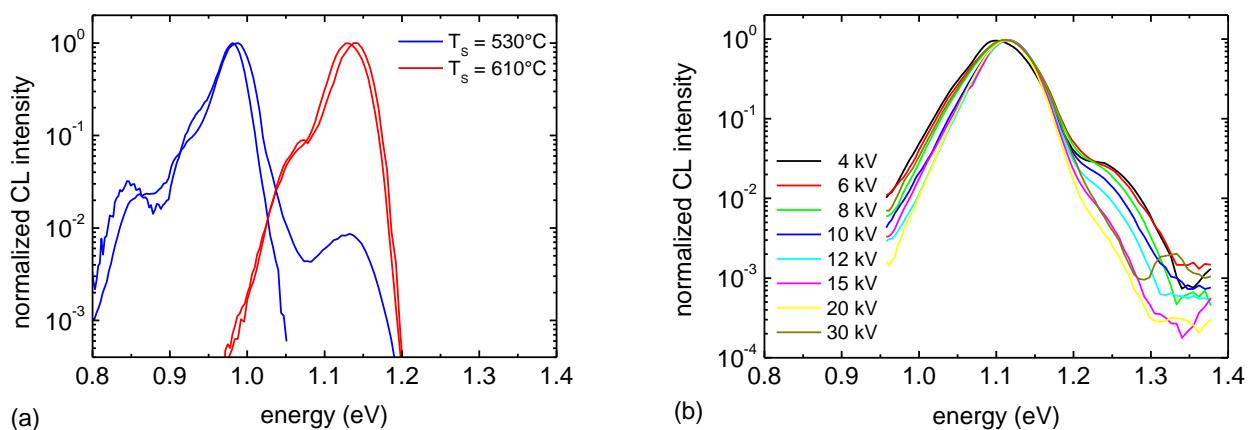 10⁰
10⁻¹
10⁻²
10⁻³
normalized CL intensity
T_S = 530°C
T_S = 610°C
0.8 0.9 1.0 1.1 1.2 1.3 1.4
energy (eV)
(a)
10⁰
10⁻¹
10⁻²
10⁻³
10⁻⁴
normalized CL intensity
4 kV
6 kV
8 kV
10 kV
12 kV
15 kV
20 kV
30 kV
0.8 0.9 1.0 1.1 1.2 1.3 1.4
energy (eV)
(b)